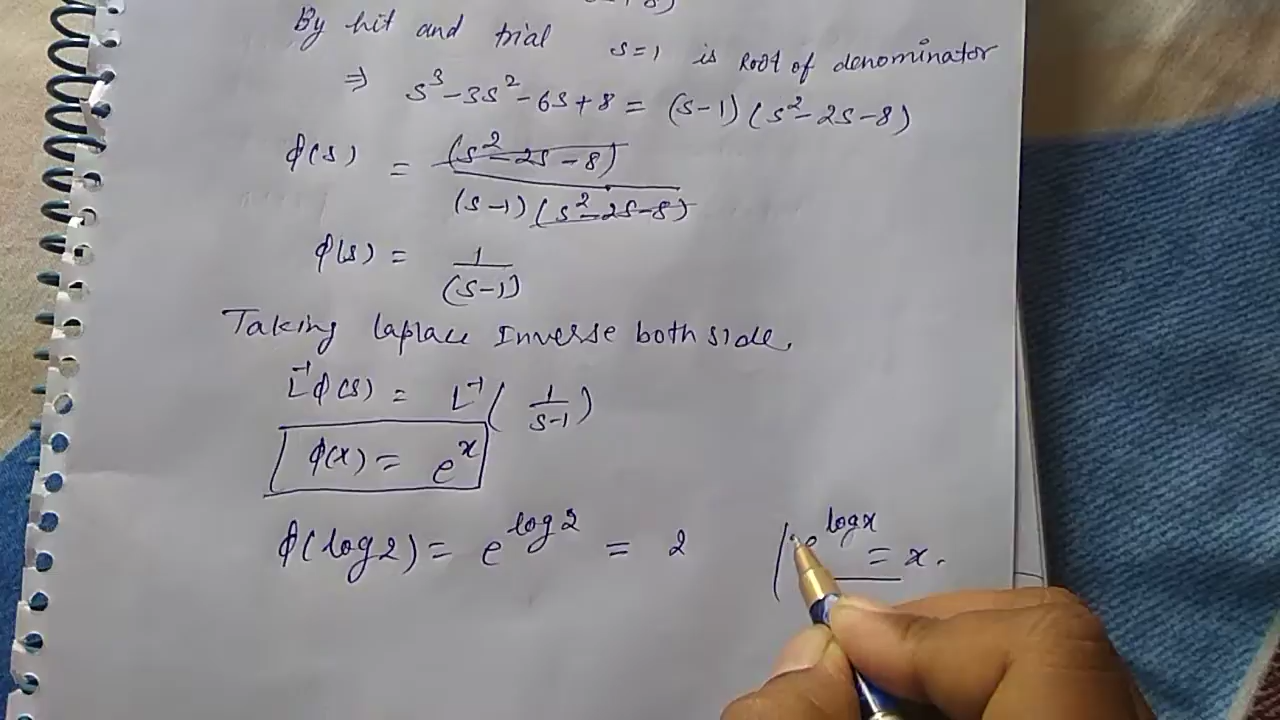 By hit and trial s=1 is Root of denominator
⇒ s³-3s²-6s+8 = (s-1)(s²-2s-8)
ϕ(s) = (s²-2s-8) / (s-1)(s²-2s-8)
ϕ(s) = 1/(s-1)
Taking laplace Inverse both side,
L⁻¹ϕ(s) = L⁻¹(1/s-1)
ϕ(x) = eˣ
ϕ(log2) = e^log2 = 2 e^logx = x.